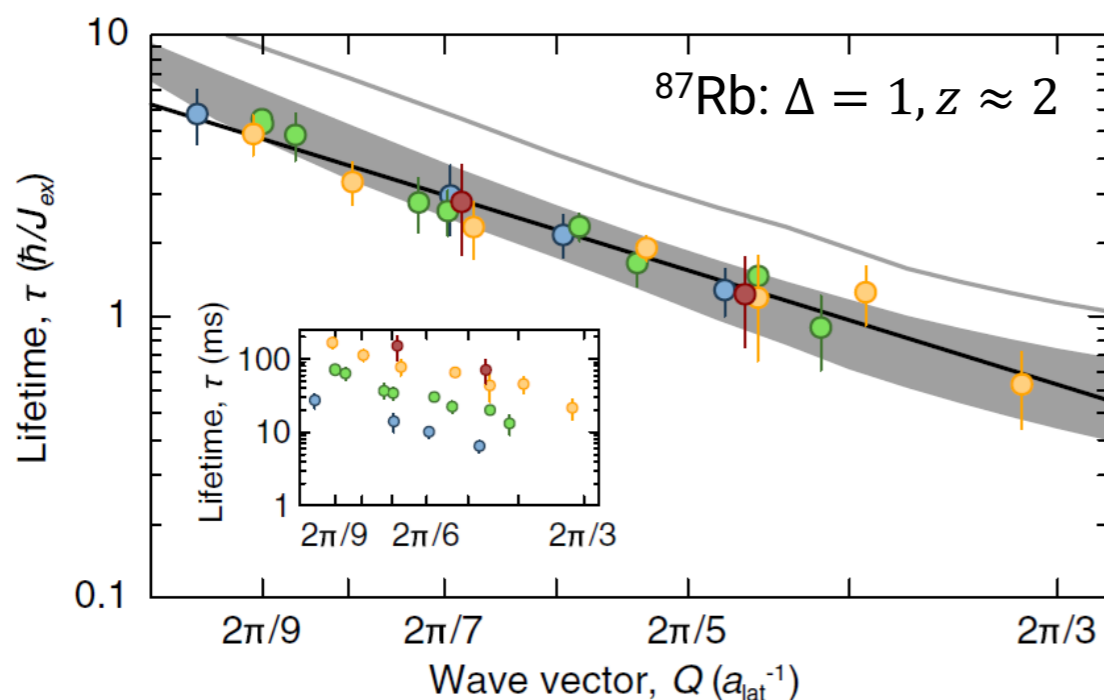 10
1
0.1
Lifetime, τ (ħ/J_ex)
⁸⁷Rb: Δ = 1, z ≈ 2
Lifetime, τ (ms)
100
10
1
2π/9
2π/6
2π/3
2π/9
2π/7
2π/5
2π/3
Wave vector, Q (a_lat⁻¹)